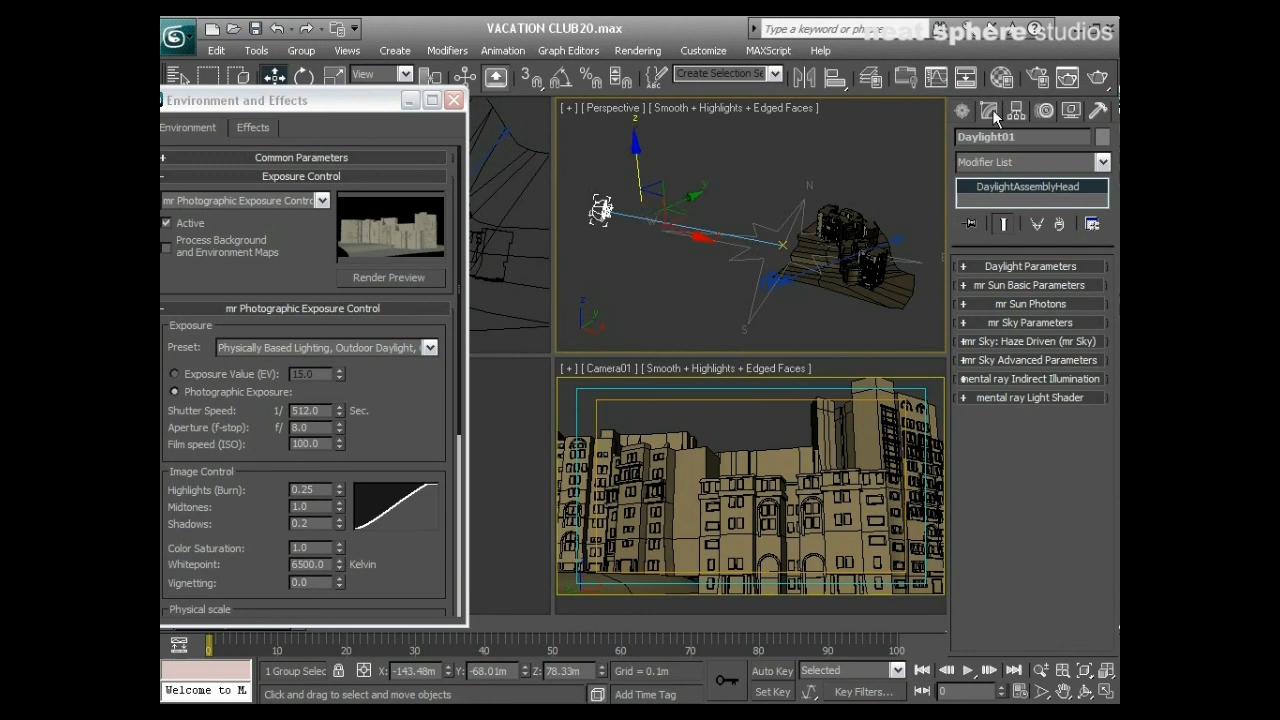 VACATION CLUB20.max
Type a keyword or phrase
neat sphere studios
Edit Tools Group Views Create Modifiers Animation Graph Editors Rendering Customize MAXScript Help
View
3
Create Selection Se
ABC
Environment and Effects
Environment Effects
+ Common Parameters
- Exposure Control
mr Photographic Exposure Contro
Active
Process Background
and Environment Maps
Render Preview
- mr Photographic Exposure Control
Exposure
Preset: Physically Based Lighting, Outdoor Daylight,
Exposure Value (EV): 15.0
Photographic Exposure:
Shutter Speed: 1/ 512.0 Sec.
Aperture (f-stop): f/ 8.0
Film speed (ISO): 100.0
Image Control
Highlights (Burn): 0.25
Midtones: 1.0
Shadows: 0.2
Color Saturation: 1.0
Whitepoint: 6500.0 Kelvin
Vignetting: 0.0
Physical scale
[ + ] [ Perspective ] [ Smooth + Highlights + Edged Faces ]
z
y
N
S
z
y
x
[ + ] [ Camera01 ] [ Smooth + Highlights + Edged Faces ]
Daylight01
Modifier List
DaylightAssemblyHead
+ Daylight Parameters
+ mr Sun Basic Parameters
+ mr Sun Photons
+ mr Sky Parameters
+mr Sky: Haze Driven (mr Sky)
+mr Sky Advanced Parameters
mental ray Indirect Illumination
+ mental ray Light Shader
0 10 20 30 40 50 60 70 80 90 100
1 Group Selec X: -143.48m Y: -68.01m Z: 78.33m Grid = 0.1m
Auto Key Selected
Welcome to M
Click and drag to select and move objects
Add Time Tag
Set Key Key Filters... 0